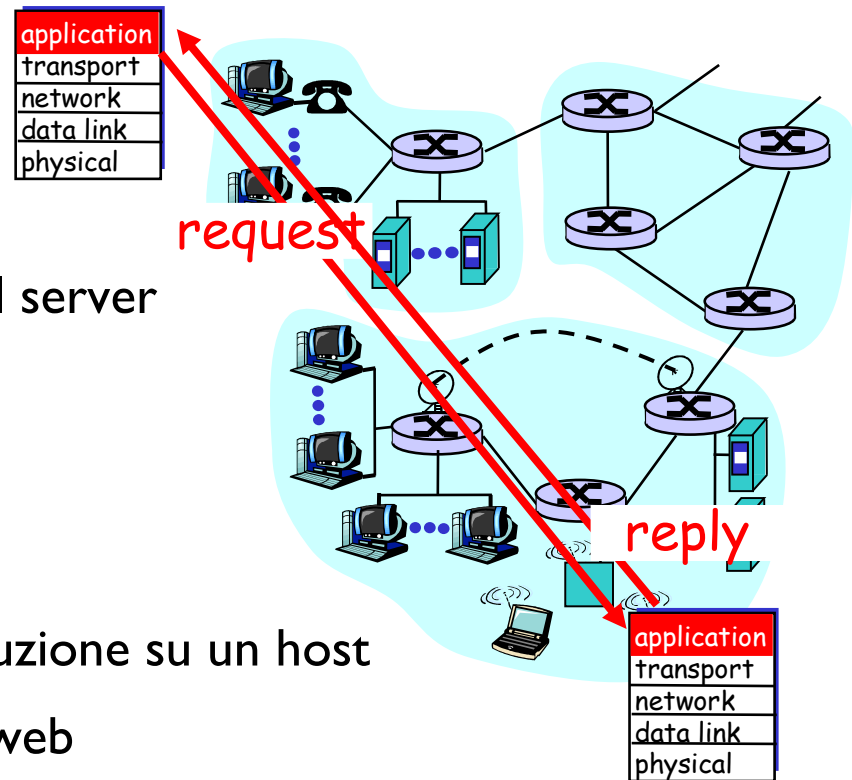 application
transport
network
data link
physical
request
server
reply
su un host
web
application
transport
network
data link
physical